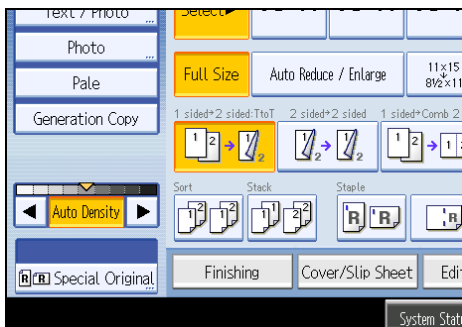 Text / Photo
Select►
Photo
Full Size
Auto Reduce / Enlarge
11×15
8½×11
Pale
Generation Copy
1 sided→2 sided:TtoT
2 sided→2 sided
1 sided→Comb 2
Sort
Stack
Staple
Auto Density
Special Original
Finishing
Cover/Slip Sheet